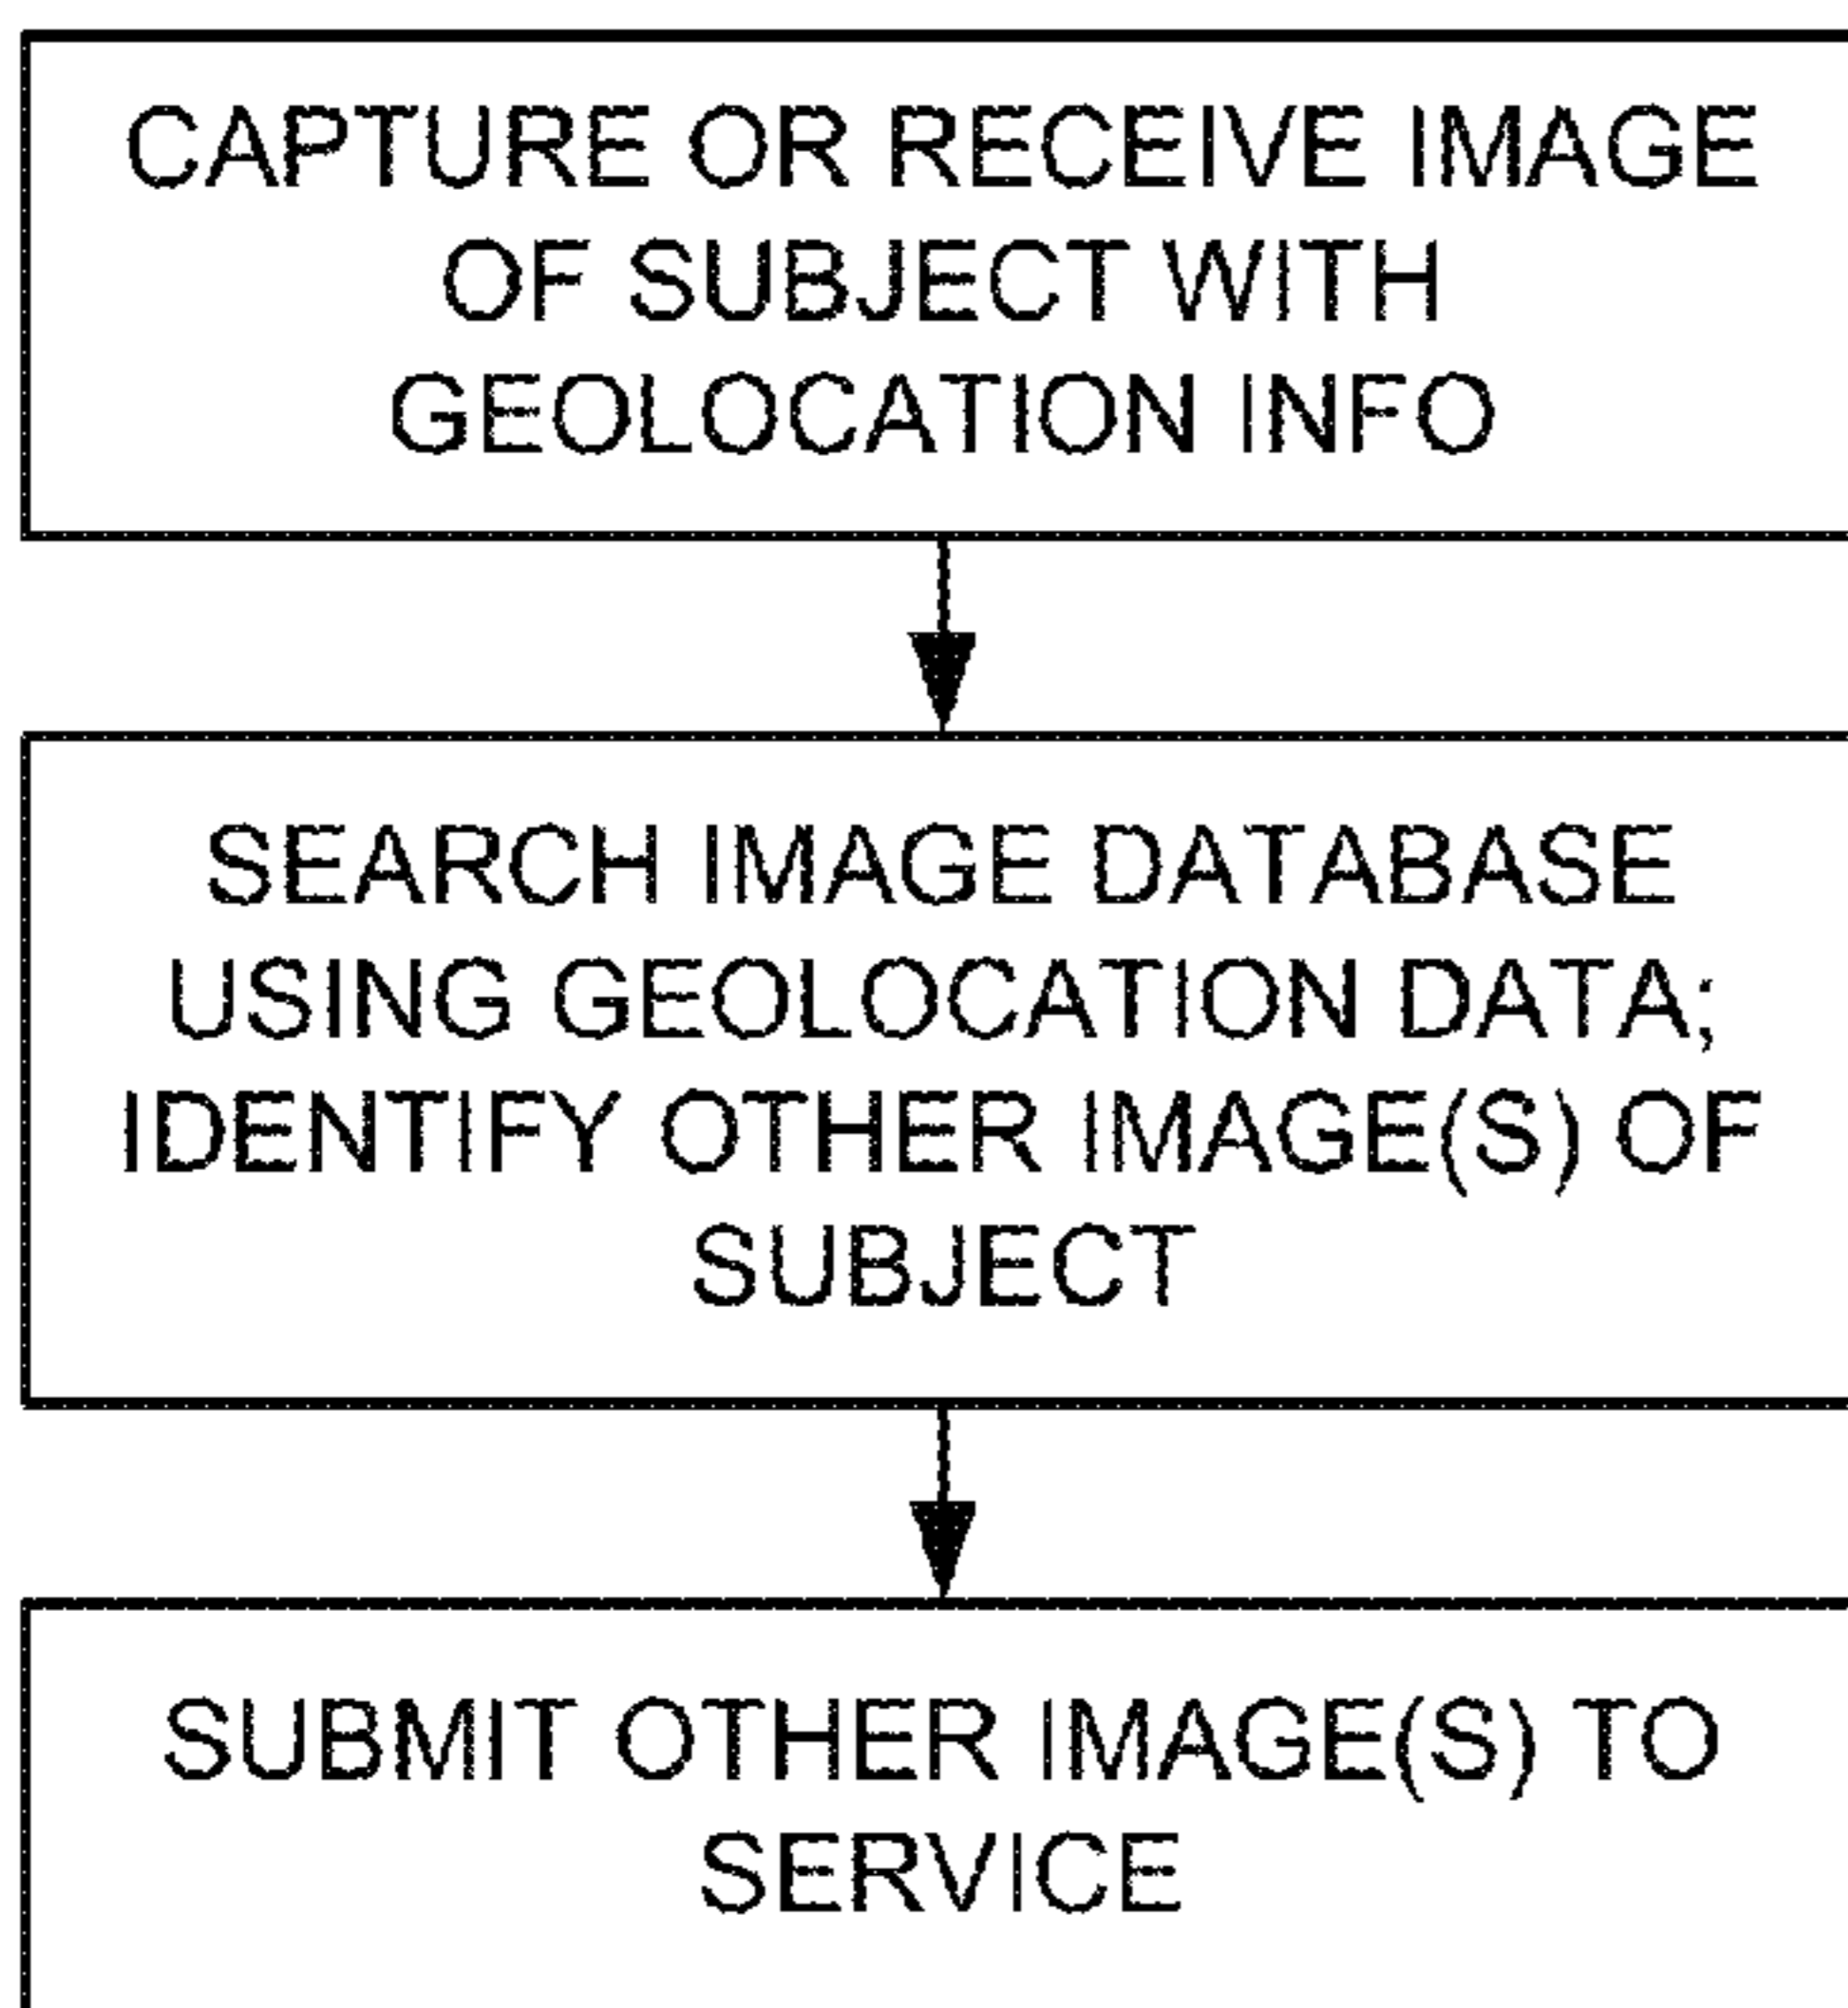 CAPTURE OR RECEIVE IMAGE
OF SUBJECT WITH
GEOLOCATION INFO
SEARCH IMAGE DATABASE
USING GEOLOCATION DATA;
IDENTIFY OTHER IMAGE(S) OF
SUBJECT
SUBMIT OTHER IMAGE(S) TO
SERVICE